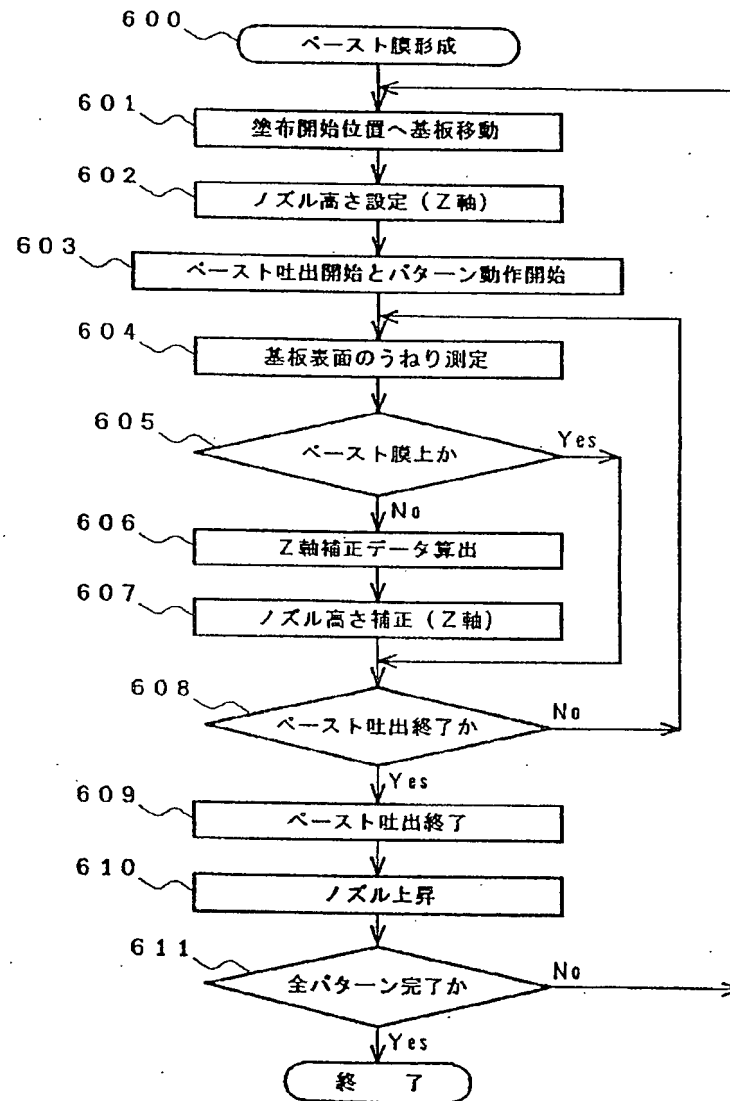 600
ペースト膜形成
601
塗布開始位置へ基板移動
602
ノズル高さ設定(Z軸)
603
ペースト吐出開始とパターン動作開始
604
基板表面のうねり測定
605
ペースト膜上か
Yes
No
606
Z軸補正データ算出
607
ノズル高さ補正(Z軸)
608
ペースト吐出終了か
No
Yes
609
ペースト吐出終了
610
ノズル上昇
611
全パターン完了か
No
Yes
終 了